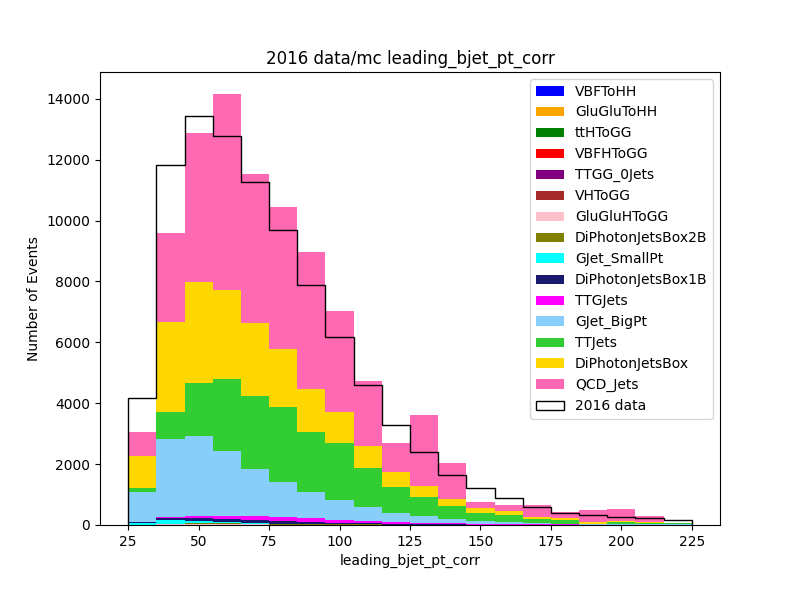 2016 data/mc leading_bjet_pt_corr
14000
12000
10000
8000
6000
4000
2000
0
Number of Events
25
50
75
100
125
150
175
200
225
leading_bjet_pt_corr
VBFToHH
GluGluToHH
ttHToGG
VBFHToGG
TTGG_0Jets
VHToGG
GluGluHToGG
DiPhotonJetsBox2B
GJet_SmallPt
DiPhotonJetsBox1B
TTGJets
GJet_BigPt
TTJets
DiPhotonJetsBox
QCD_Jets
2016 data